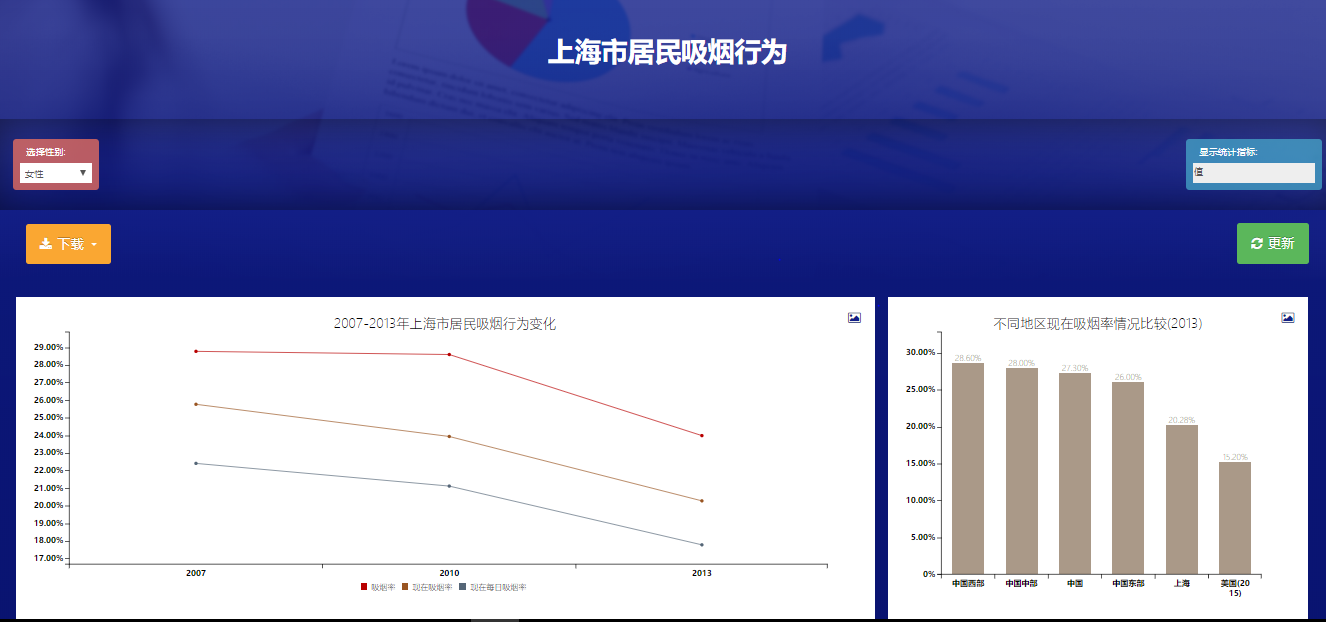 上海市居民吸烟行为
选择性别:
女性
显示统计指标:
值
下载
更新
2007-2013年上海市居民吸烟行为变化
29.00%
28.00%
27.00%
26.00%
25.00%
24.00%
23.00%
22.00%
21.00%
20.00%
19.00%
18.00%
17.00%
2007 2010 2013
吸烟率 现在吸烟率 现在每日吸烟率
不同地区现在吸烟率情况比较(2013)
30.00%
25.00%
20.00%
15.00%
10.00%
5.00%
0%
28.60% 28.00% 27.30% 26.00% 20.28% 15.20%
中国西部 中国中部 中国 中国东部 上海 美国(20
15)